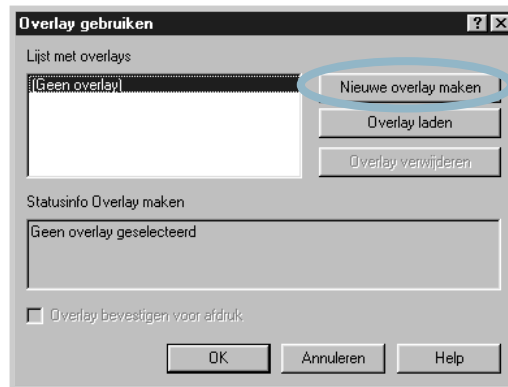 Overlay gebruiken
Lijst met overlays
(Geen overlay)
Nieuwe overlay maken
Overlay laden
Overlay verwijderen
Statusinfo Overlay maken
Geen overlay geselecteerd
Overlay bevestigen voor afdruk
OK Annuleren Help